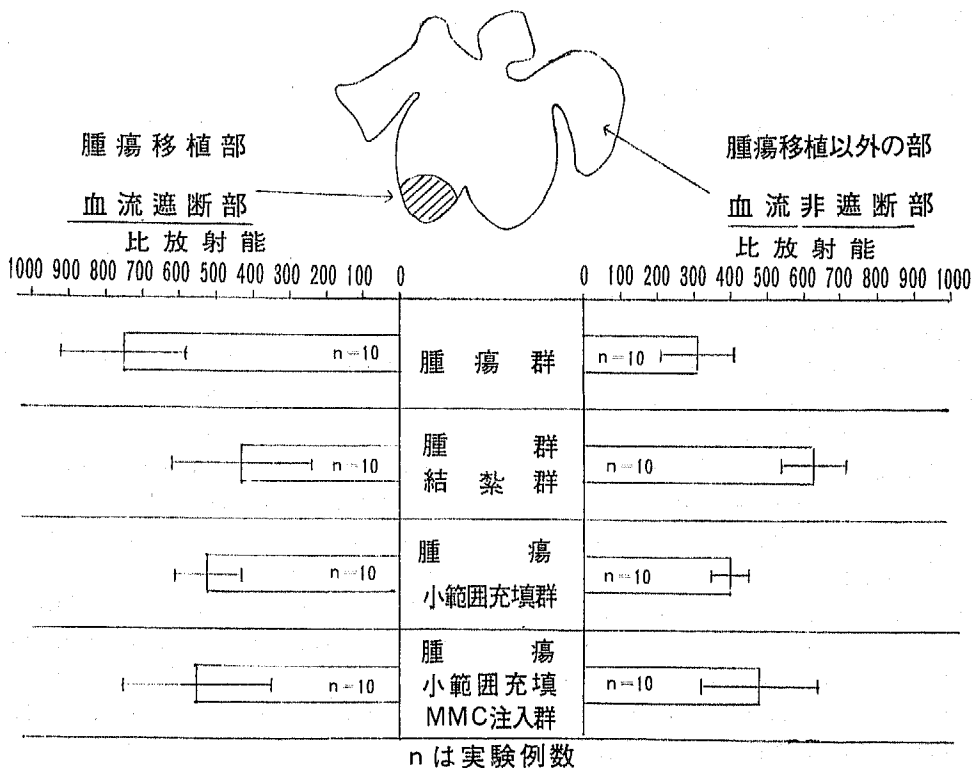 腫瘍移植部
血流遮断部
比放射能
腫瘍移植以外の部
血流非遮断部
比放射能
1000 900 800 700 600 500 400 300 200 100 0
0 100 200 300 400 500 600 700 800 900 1000
n=10
腫瘍群
n=10
n=10
腫群
結紮群
n=10
n=10
腫瘍
小範囲充填群
n=10
n=10
腫瘍
小範囲充填
MMC注入群
n=10
nは実験例数